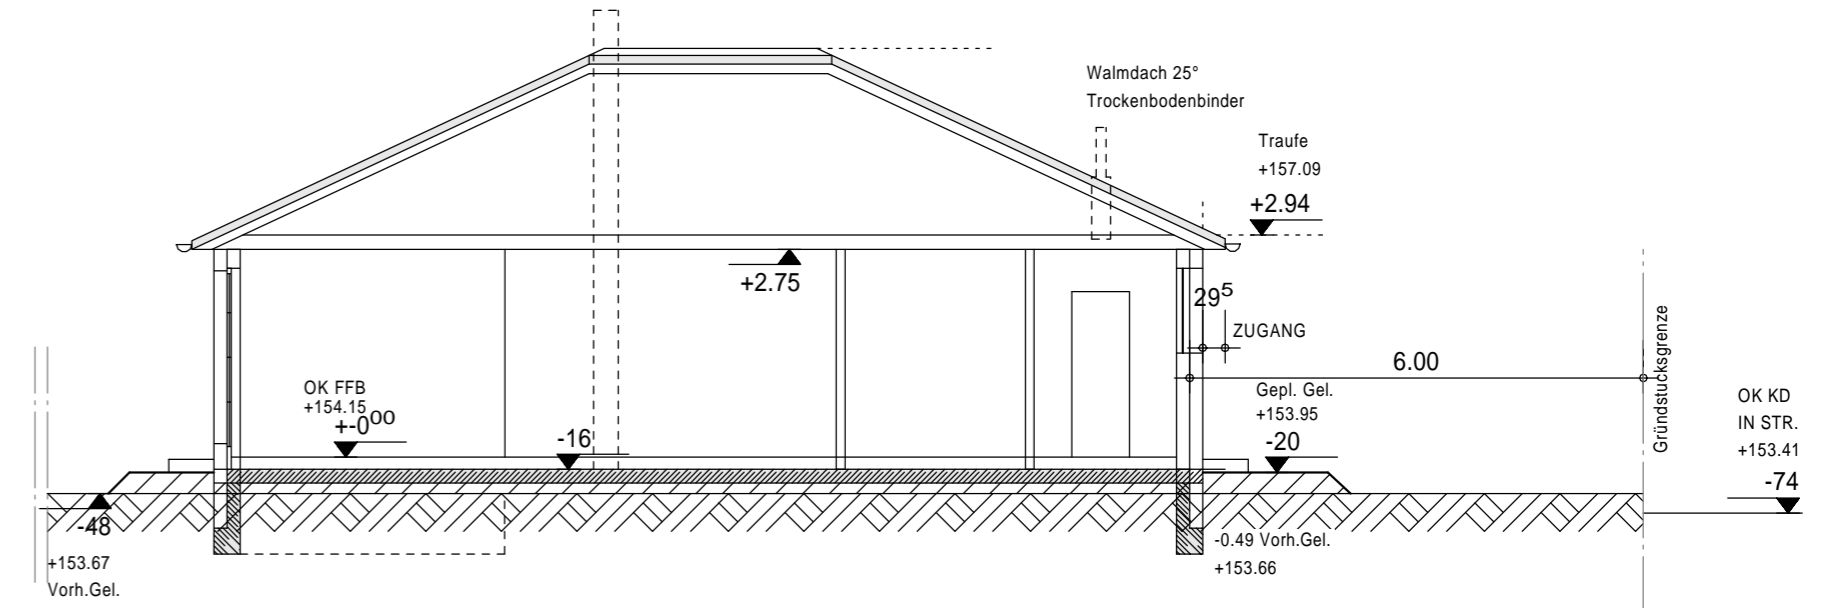 Walmdach 25°
Trockenbodenbinder
Traufe
+157.09
+2.94
+2.75
29⁵
ZUGANG
6.00
Gründstücksgrenze
OK FFB
+154.15
+-0⁰⁰
-16
Gepl. Gel.
+153.95
-20
OK KD
IN STR.
+153.41
-74
-48
+153.67
Vorh.Gel.
-0.49 Vorh.Gel.
+153.66